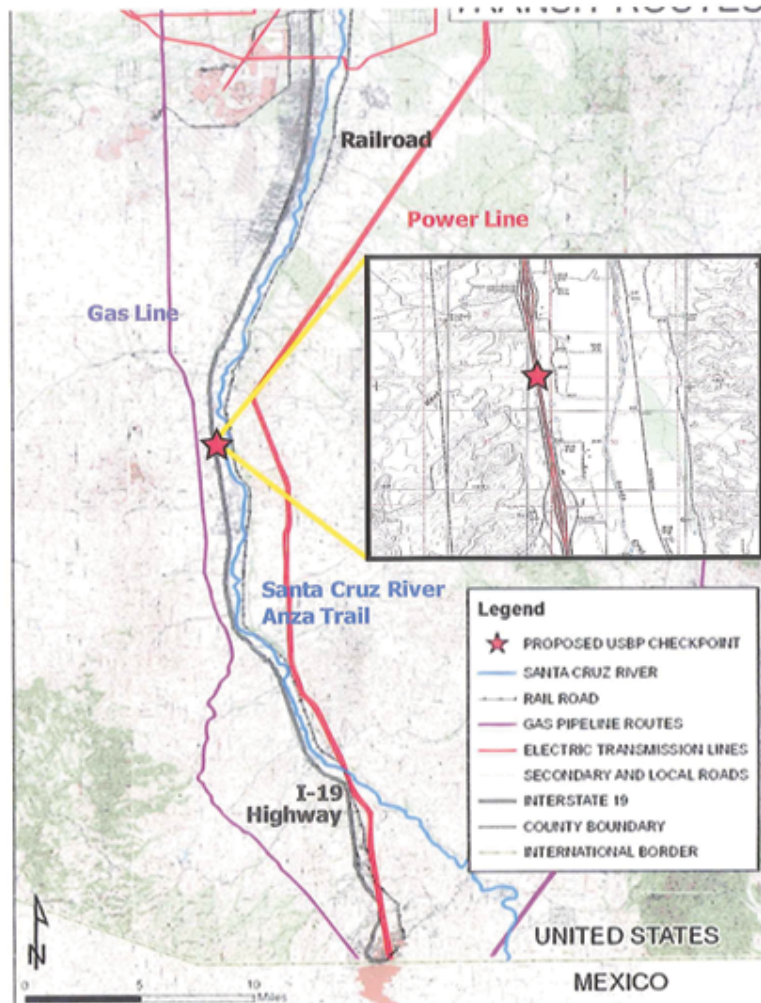 TRANSIT ROUTES
Railroad
Power Line
Gas Line
Santa Cruz River
Anza Trail
I-19
Highway
Legend
PROPOSED USBP CHECKPOINT
SANTA CRUZ RIVER
RAIL ROAD
GAS PIPELINE ROUTES
ELECTRIC TRANSMISSION LINES
SECONDARY AND LOCAL ROADS
INTERSTATE 19
COUNTY BOUNDARY
INTERNATIONAL BORDER
UNITED STATES
MEXICO
N
0 5 10
Miles